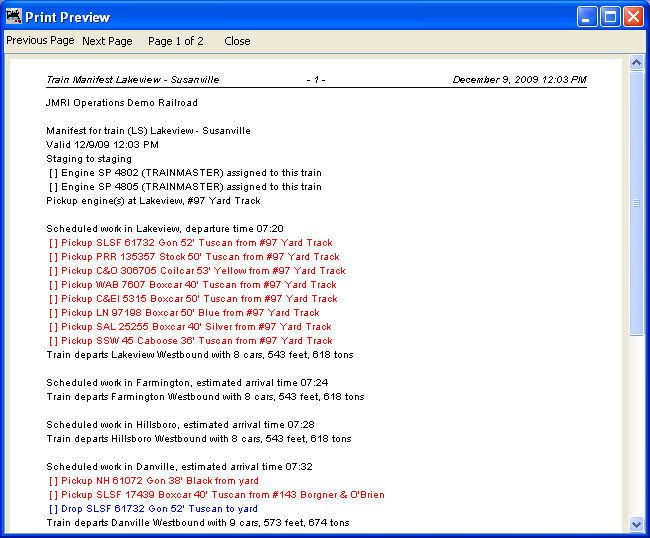 Print Preview
Previous Page Next Page Page 1 of 2 Close
Train Manifest Lakeview - Susanville - 1 - December 9, 2009 12:03 PM
JMRI Operations Demo Railroad
Manifest for train (LS) Lakeview - Susanville
Valid 12/9/09 12:03 PM
Staging to staging
[ ] Engine SP 4802 (TRAINMASTER) assigned to this train
[ ] Engine SP 4805 (TRAINMASTER) assigned to this train
Pickup engine(s) at Lakeview, #97 Yard Track
Scheduled work in Lakeview, departure time 07:20
[ ] Pickup SLSF 61732 Gon 52' Tuscan from #97 Yard Track
[ ] Pickup PRR 135357 Stock 50' Tuscan from #97 Yard Track
[ ] Pickup C&O 306705 Coilcar 53' Yellow from #97 Yard Track
[ ] Pickup WAB 7607 Boxcar 40' Tuscan from #97 Yard Track
[ ] Pickup C&EI 5315 Boxcar 50' Tuscan from #97 Yard Track
[ ] Pickup LN 97198 Boxcar 50' Blue from #97 Yard Track
[ ] Pickup SAL 25255 Boxcar 40' Silver from #97 Yard Track
[ ] Pickup SSW 45 Caboose 36' Tuscan from #97 Yard Track
Train departs Lakeview Westbound with 8 cars, 543 feet, 618 tons
Scheduled work in Farmington, estimated arrival time 07:24
Train departs Farmington Westbound with 8 cars, 543 feet, 618 tons
Scheduled work in Hillsboro, estimated arrival time 07:28
Train departs Hillsboro Westbound with 8 cars, 543 feet, 618 tons
Scheduled work in Danville, estimated arrival time 07:32
[ ] Pickup NH 61072 Gon 38' Black from yard
[ ] Pickup SLSF 17439 Boxcar 40' Tuscan from #143 Borgner & O'Brien
[ ] Drop SLSF 61732 Gon 52' Tuscan to yard
Train departs Danville Westbound with 9 cars, 573 feet, 674 tons